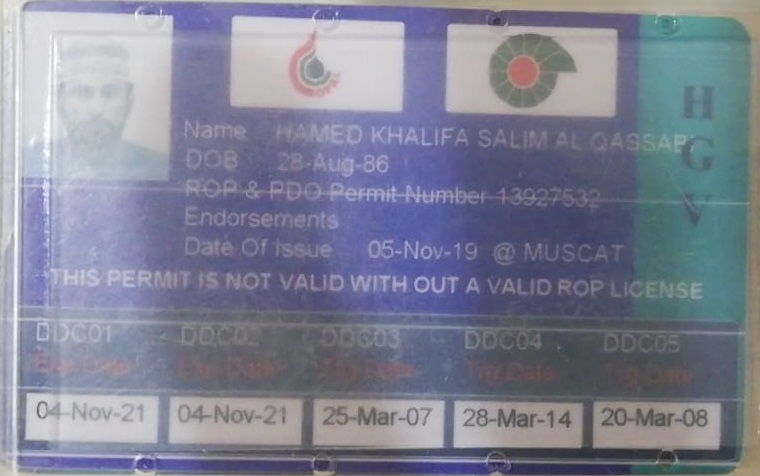 OPAL
HGV
Name HAMED KHALIFA SALIM AL QASSABI
DOB 28-Aug-86
ROP & PDO Permit Number 13927532
Endorsements
Date Of Issue 05-Nov-19 @ MUSCAT
THIS PERMIT IS NOT VALID WITH OUT A VALID ROP LICENSE
DDC01 DDC02 DDC03 DDC04 DDC05
Exp.Date Exp.Date Trg.Date Trg.Date Trg.Date
04-Nov-21 04-Nov-21 25-Mar-07 28-Mar-14 20-Mar-08